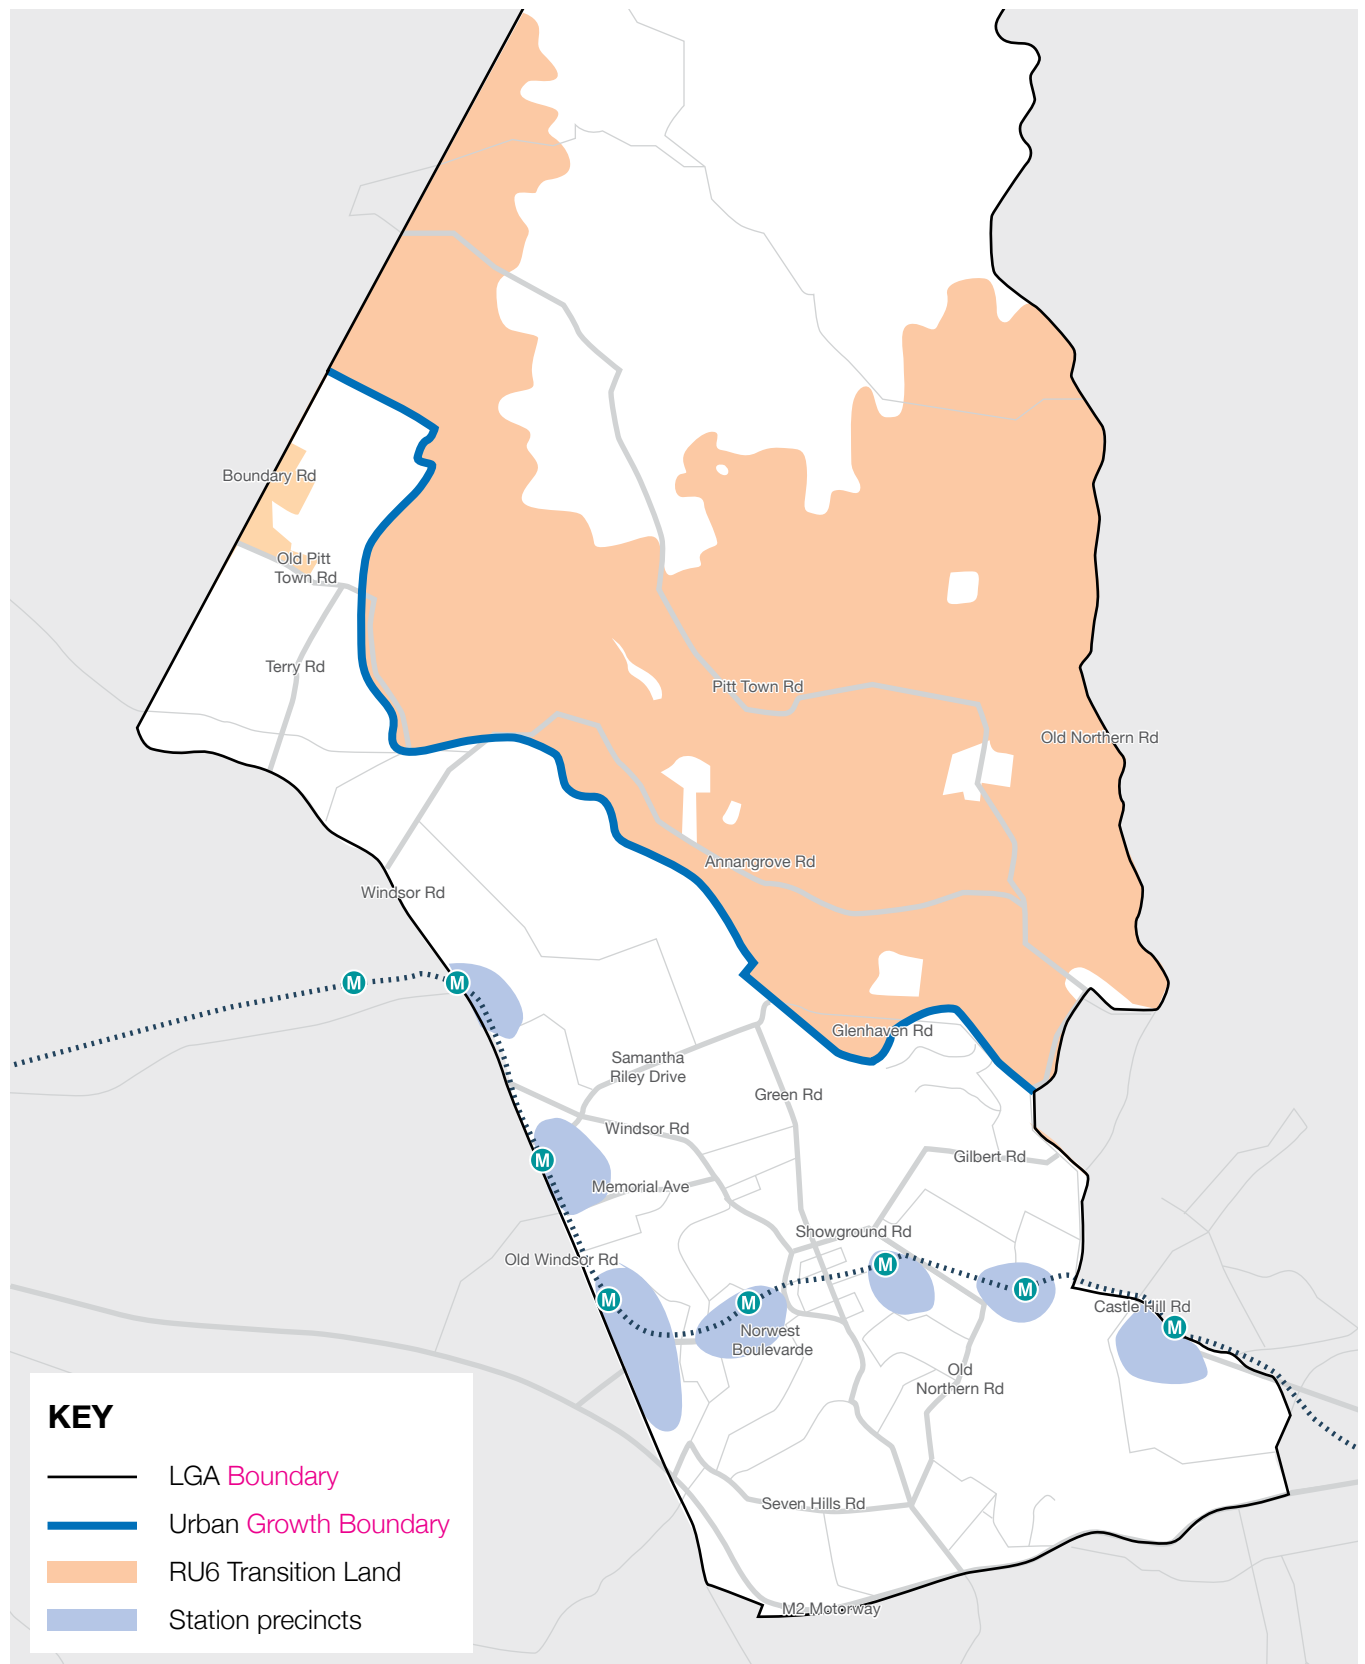 Boundary Rd
Old Pitt
Town Rd
Terry Rd
Pitt Town Rd
Old Northern Rd
Annangrove Rd
Windsor Rd
M
M
Glenhaven Rd
Samantha
Riley Drive
Green Rd
Windsor Rd
Gilbert Rd
M
Memorial Ave
Showground Rd
Old Windsor Rd
M
M
M
M
Castle Hill Rd
M
Norwest
Boulevarde
Old
Northern Rd
Seven Hills Rd
M2 Motorway
KEY
LGA Boundary
Urban Growth Boundary
RU6 Transition Land
Station precincts